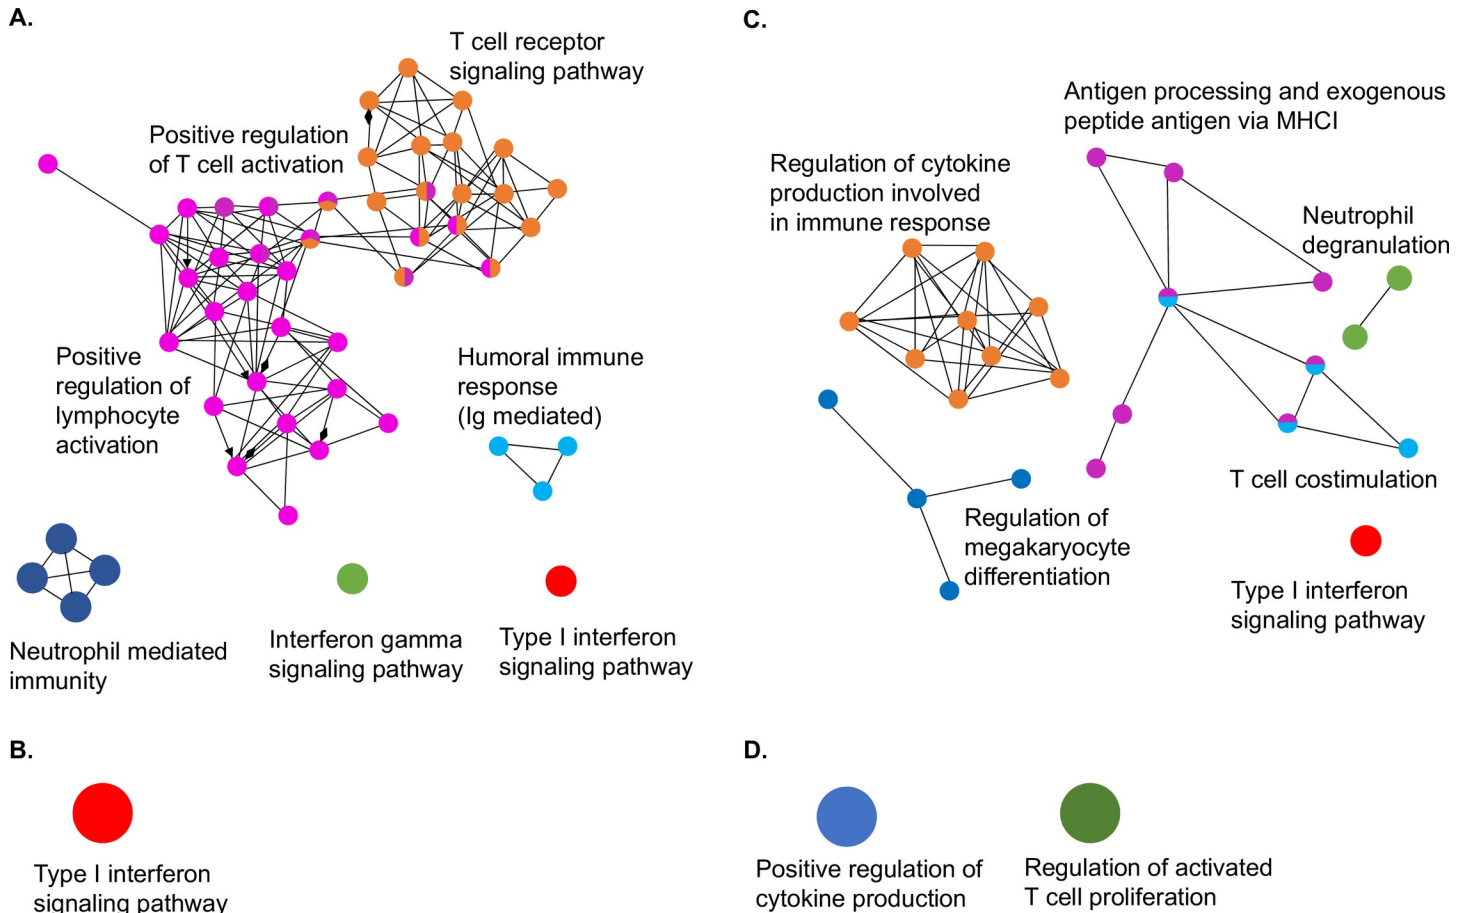 A.
T cell receptor
signaling pathway
Positive regulation
of T cell activation
Positive
regulation of
lymphocyte
activation
Humoral immune
response
(Ig mediated)
Neutrophil mediated
immunity
Interferon gamma
signaling pathway
Type I interferon
signaling pathway
B.
Type I interferon
signaling pathway
C.
Antigen processing and exogenous
peptide antigen via MHCI
Regulation of cytokine
production involved
in immune response
Neutrophil
degranulation
T cell costimulation
Regulation of
megakaryocyte
differentiation
Type I interferon
signaling pathway
D.
Positive regulation of
cytokine production
Regulation of activated
T cell proliferation